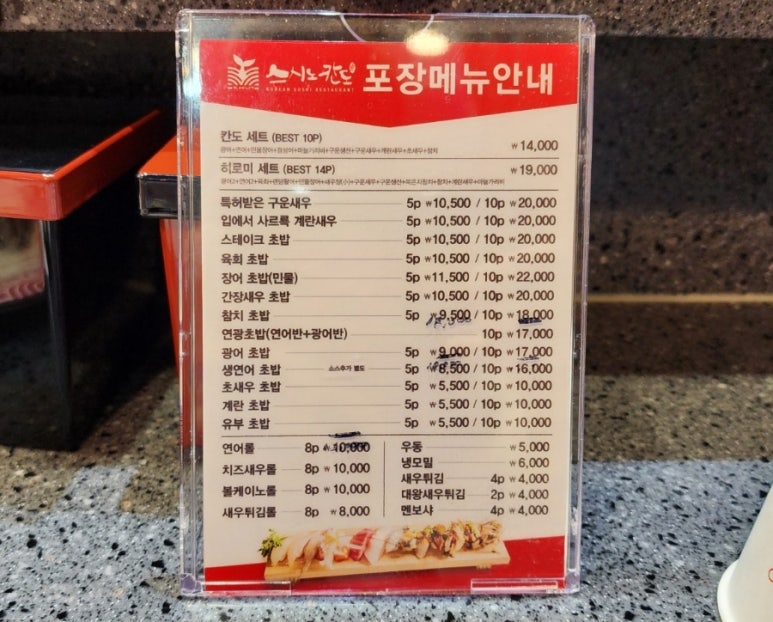 스시노칸도 포장메뉴안내
KOREAN SUSHI RESTAURANT
칸도 세트 (BEST 10P) ₩14,000
히로미 세트 (BEST 14P) ₩19,000
특허받은 구운새우 5p ₩10,500 / 10p ₩20,000
입에서 사르륵 계란새우 5p ₩10,500 / 10p ₩20,000
스테이크 초밥 5p ₩10,500 / 10p ₩20,000
육회 초밥 5p ₩10,500 / 10p ₩20,000
장어 초밥(민물) 5p ₩11,500 / 10p ₩22,000
간장새우 초밥 5p ₩10,500 / 10p ₩20,000
참치 초밥 5p ₩9,500 / 10p ₩18,000
연광초밥(연어반+광어반) 10p ₩17,000
광어 초밥 5p ₩9,000 / 10p ₩17,000
생연어 초밥 소스추가 별도 5p ₩8,500 / 10p ₩16,000
초새우 초밥 5p ₩5,500 / 10p ₩10,000
계란 초밥 5p ₩5,500 / 10p ₩10,000
유부 초밥 5p ₩5,500 / 10p ₩10,000
연어롤 8p ₩10,000
치즈새우롤 8p ₩10,000
볼케이노롤 8p ₩10,000
새우튀김롤 8p ₩8,000
우동 ₩5,000
냉모밀 ₩6,000
새우튀김 4p ₩4,000
대왕새우튀김 2p ₩4,000
멘보샤 4p ₩4,000